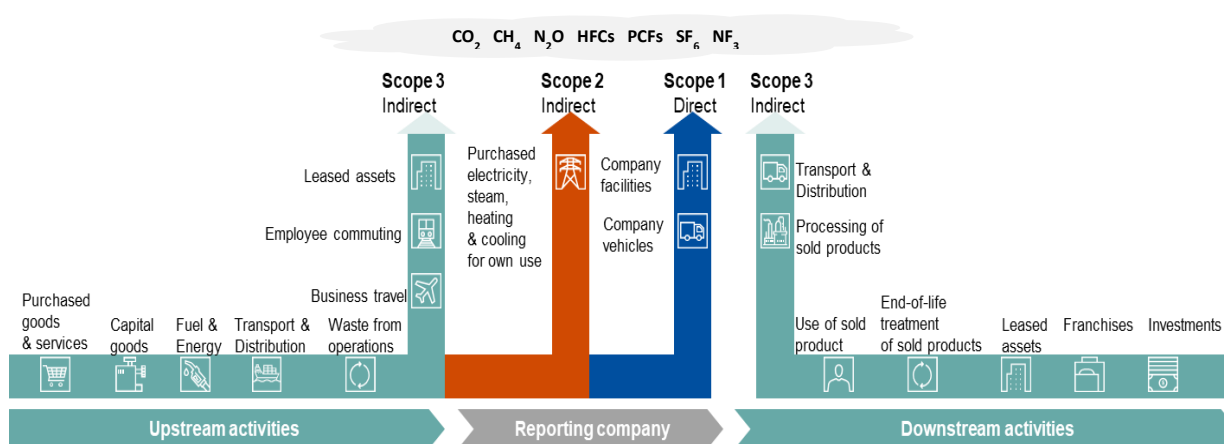 CO2 CH4 N2O HFCs PCFs SF6 NF3
Scope 3
Indirect
Scope 2
Indirect
Scope 1
Direct
Scope 3
Indirect
Leased assets
Employee commuting
Business travel
Purchased
goods
& services
Capital
goods
Fuel &
Energy
Transport &
Distribution
Waste from
operations
Purchased
electricity,
steam,
heating
& cooling
for own use
Company
facilities
Company
vehicles
Transport &
Distribution
Processing of
sold products
Use of sold
product
End-of-life
treatment
of sold products
Leased
assets
Franchises
Investments
Upstream activities
Reporting company
Downstream activities